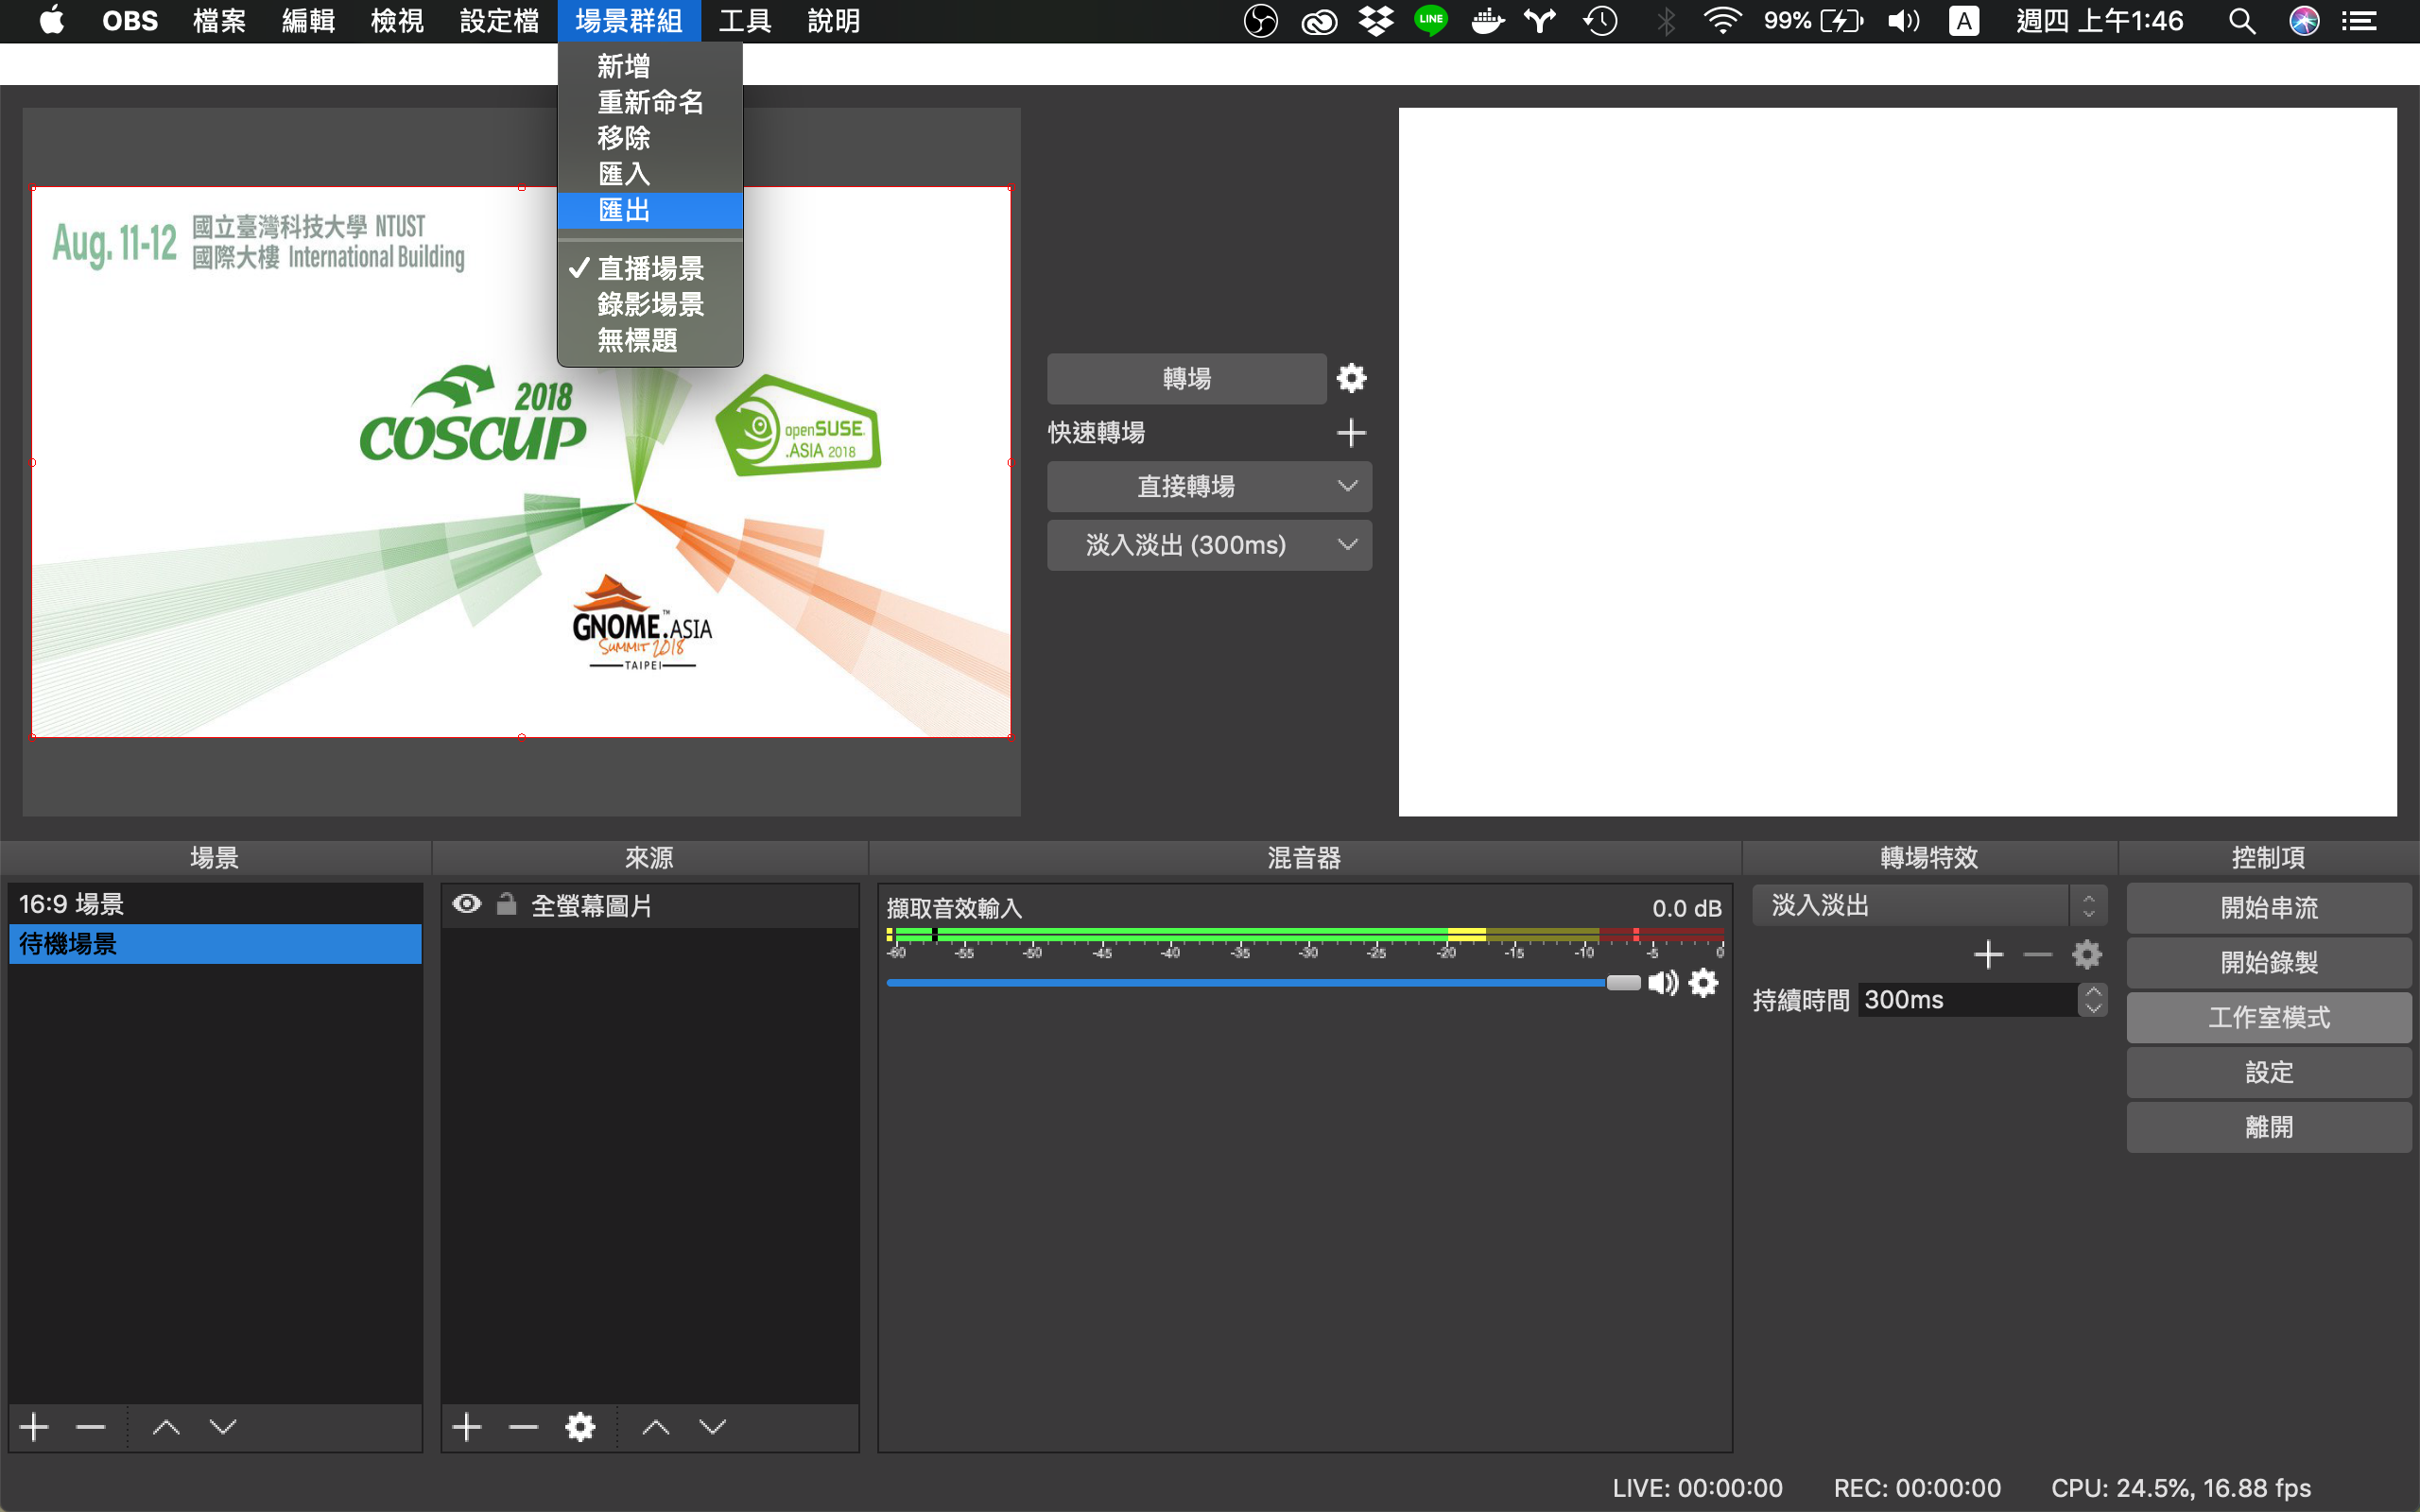 OBS 檔案 編輯 檢視 設定檔 場景群組 工具 說明 LINE 99% A 週四 上午1:46
新增
重新命名
移除
匯入
匯出
直播場景
錄影場景
無標題
Aug. 11-12
國立臺灣科技大學 NTUST
國際大樓 International Building
2018
COSCUP
openSUSE.
.ASIA 2018
GNOME.ASIA™
SUMMIT 2018
TAIPEI
轉場
快速轉場
直接轉場
淡入淡出 (300ms)
場景
16:9 場景
待機場景
來源
全螢幕圖片
混音器
擷取音效輸入 0.0 dB
-60 -55 -50 -45 -40 -35 -30 -25 -20 -15 -10 -5 0
轉場特效
淡入淡出
持續時間 300ms
控制項
開始串流
開始錄製
工作室模式
設定
離開
LIVE: 00:00:00 REC: 00:00:00 CPU: 24.5%, 16.88 fps